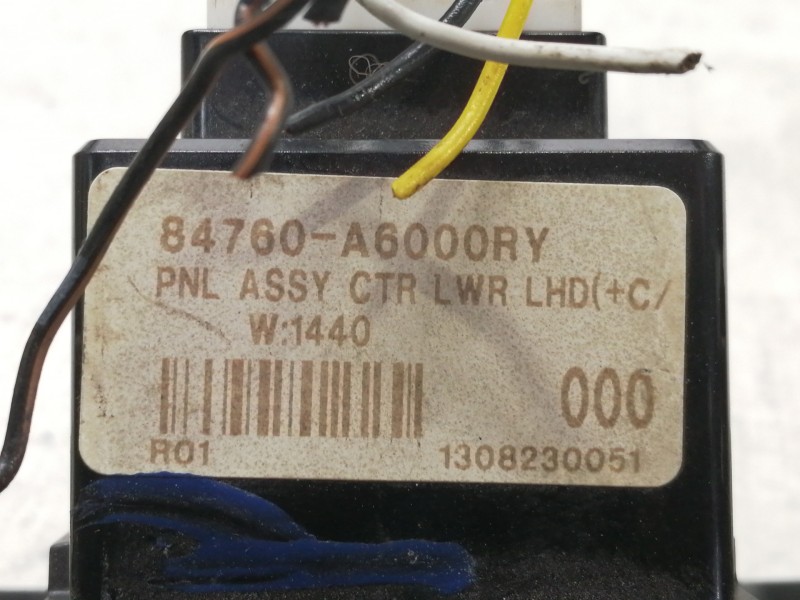 84760-A6000RY
PNL ASSY CTR LWR LHD(+C/
W:1440
000
R01 1308230051